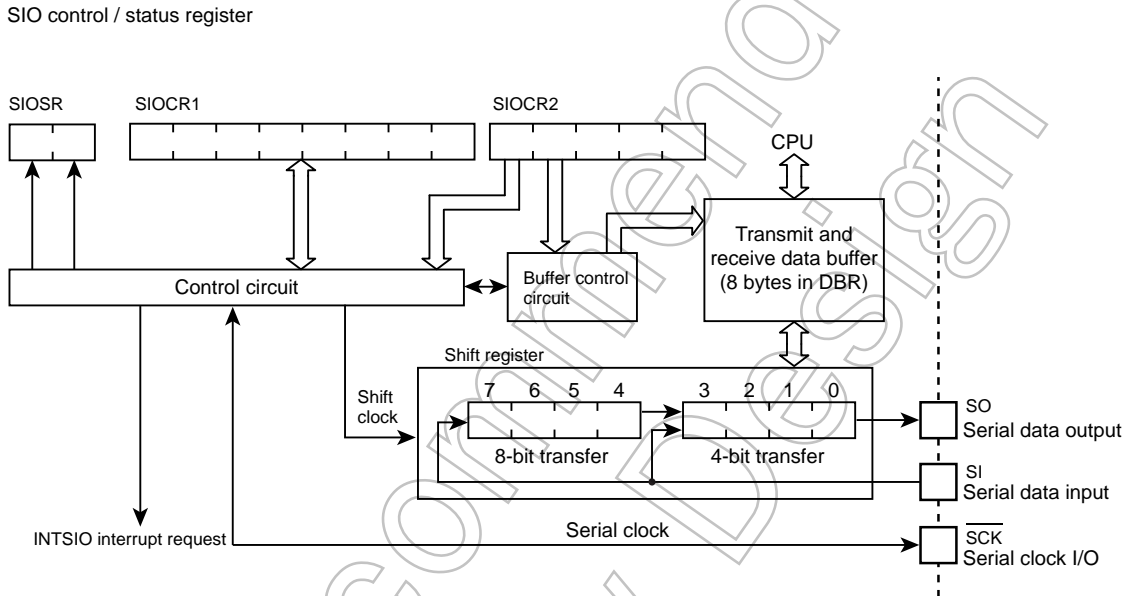 SIO control / status register
SIOSR
SIOCR1
SIOCR2
CPU
Transmit and
receive data buffer
(8 bytes in DBR)
Control circuit
Buffer control
circuit
Shift register
7 6 5 4 3 2 1 0
Shift
clock
8-bit transfer
4-bit transfer
SO
Serial data output
SI
Serial data input
INTSIO interrupt request
Serial clock
SCK
Serial clock I/O